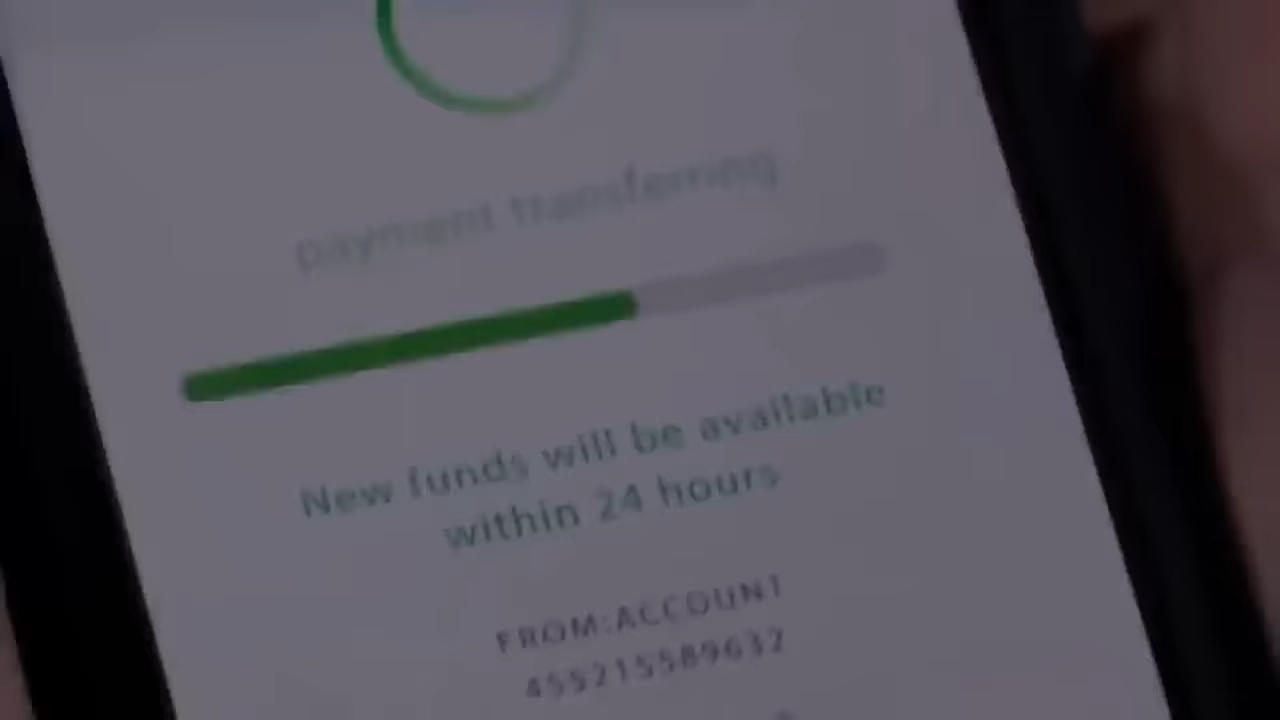 payment transferring
New funds will be available
within 24 hours
FROM:ACCOUNT
455215589632